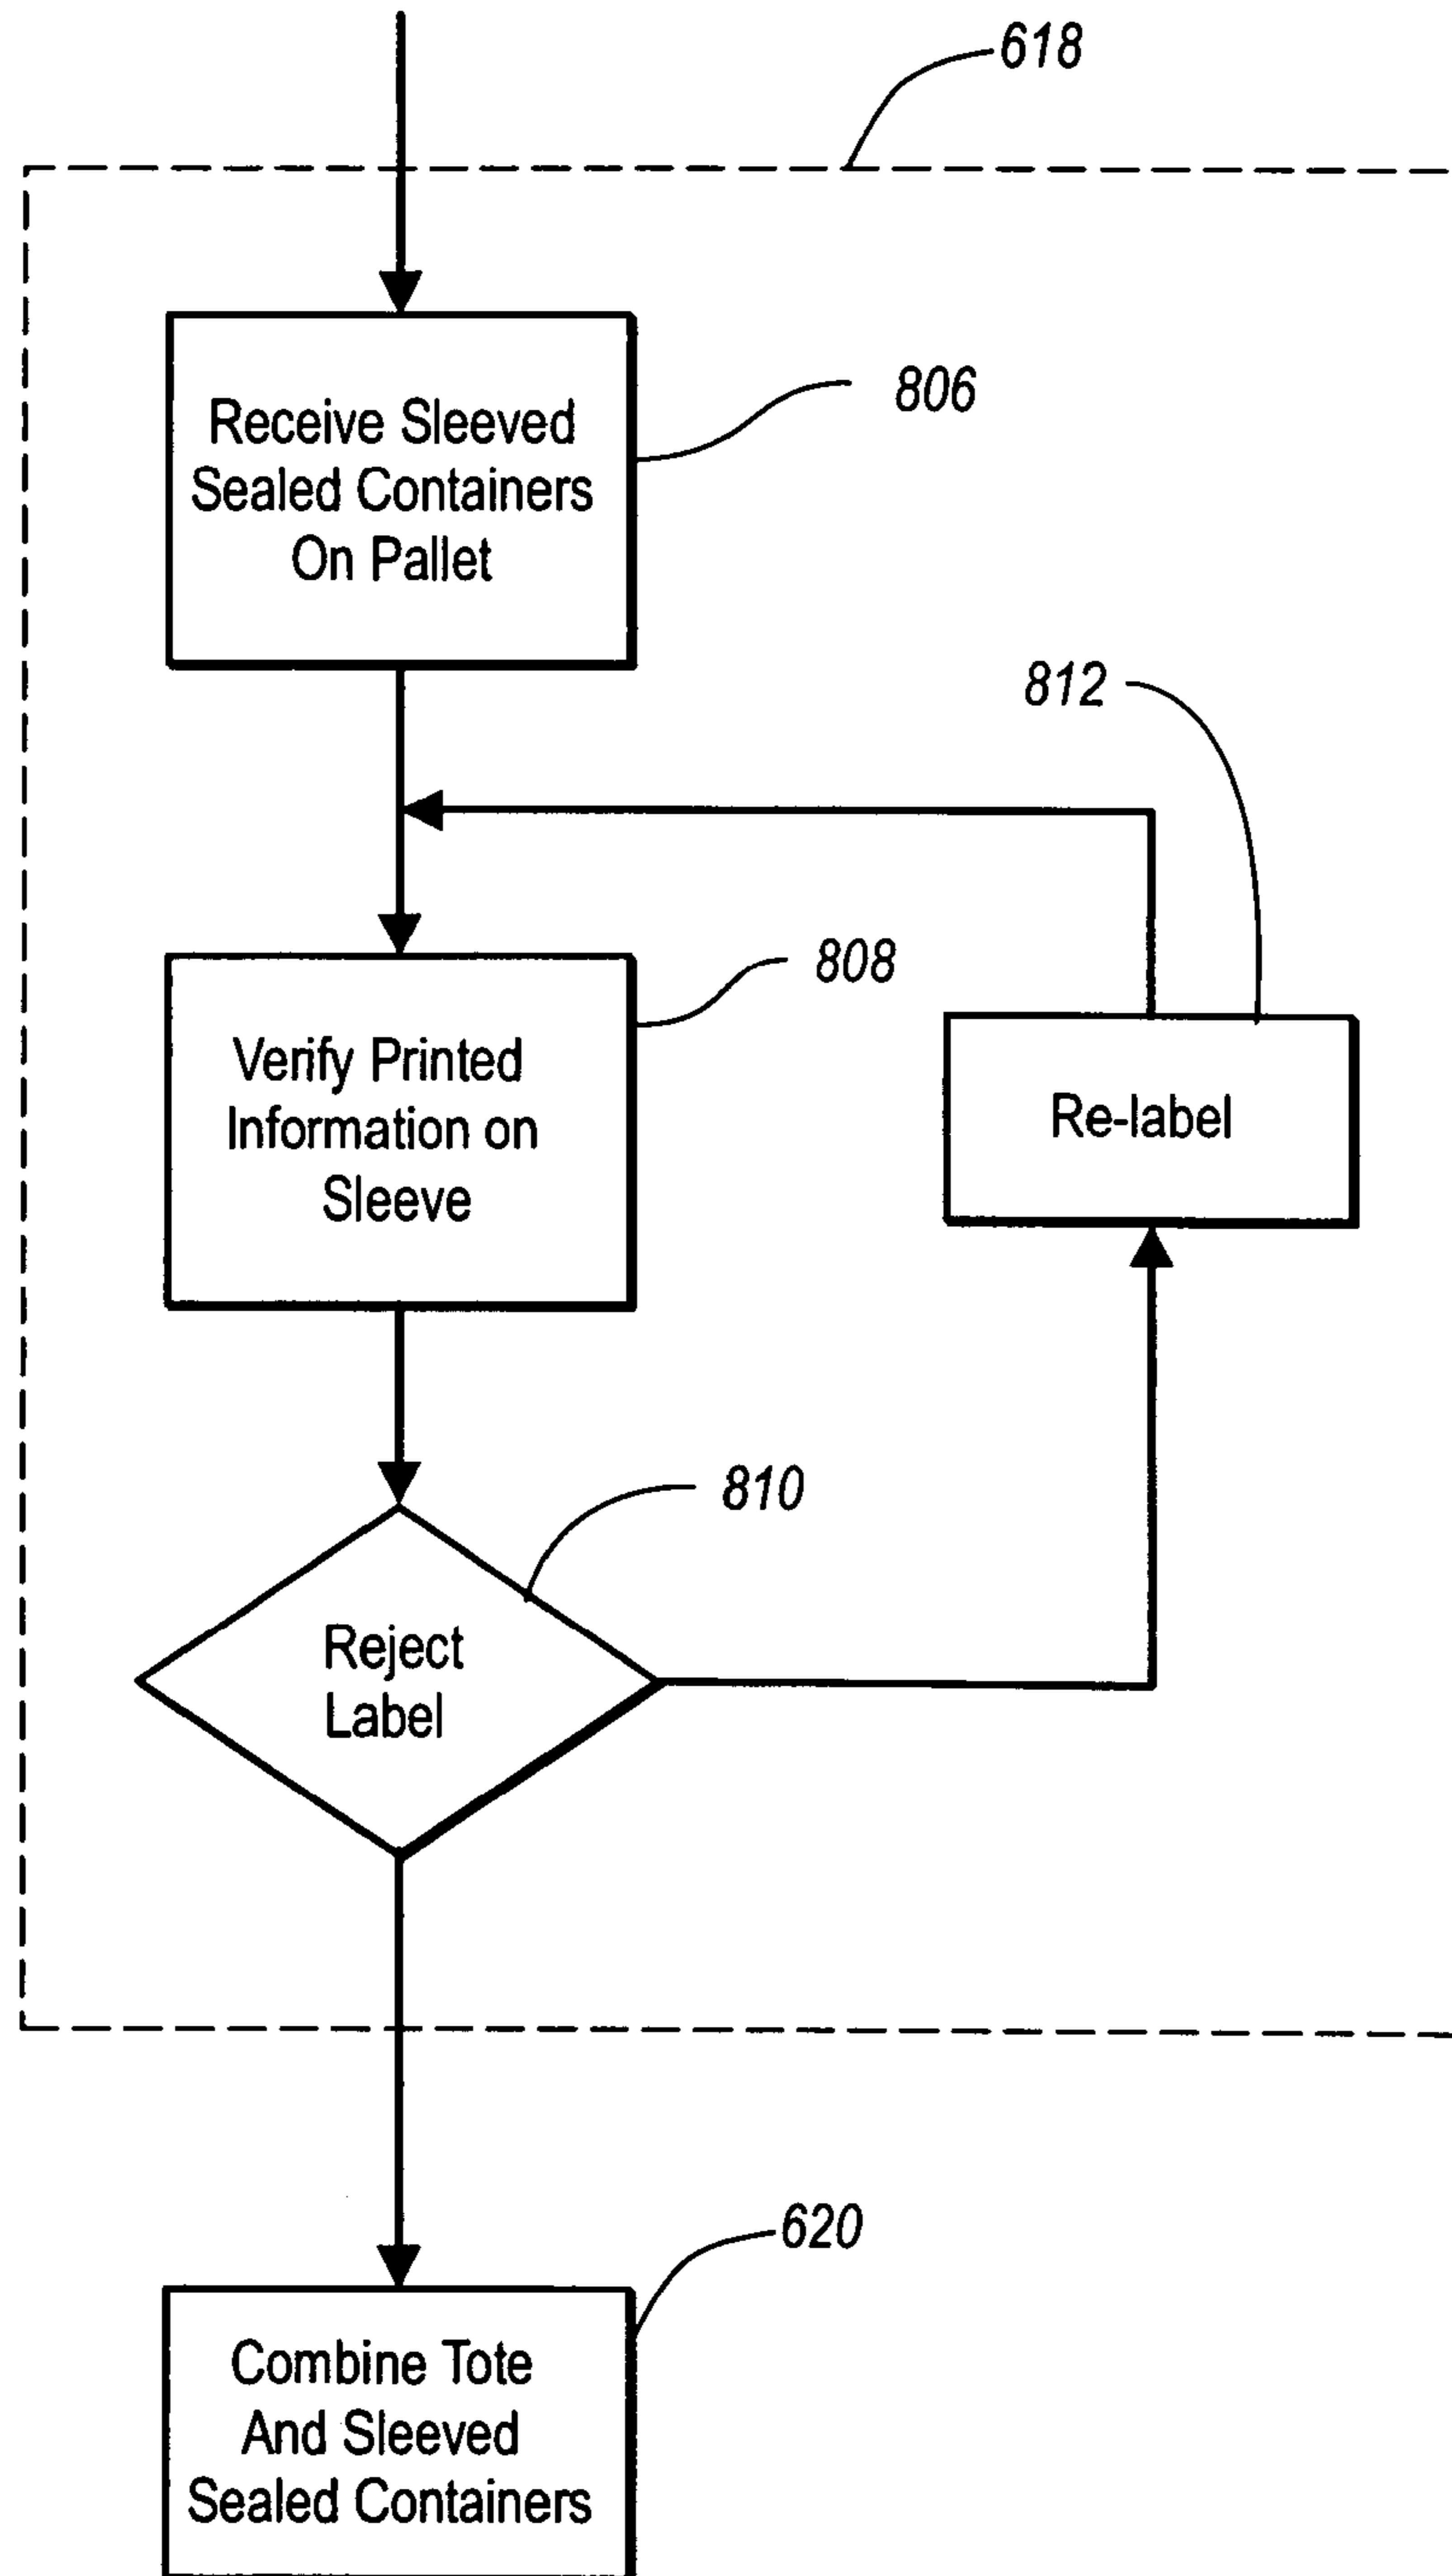 618
Receive Sleeved
Sealed Containers
On Pallet
806
812
Verify Printed
Information on
Sleeve
808
Re-label
Reject
Label
810
Combine Tote
And Sleeved
Sealed Containers
620